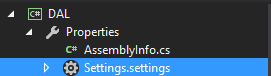 C# DAL
Properties
C# AssemblyInfo.cs
Settings.settings